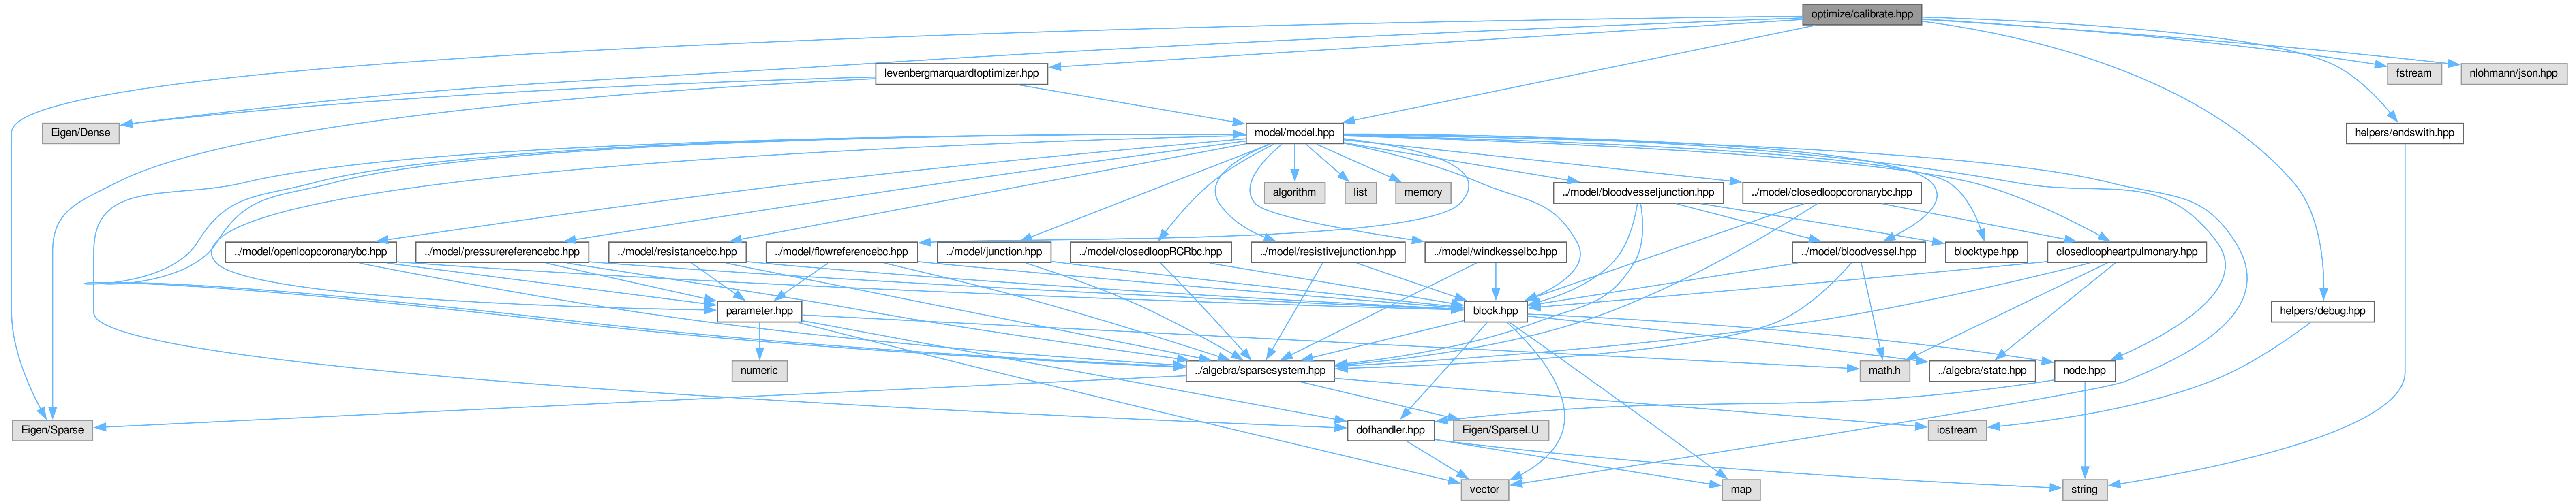 optimize/calibrate.hpp
levenbergmarquardtoptimizer.hpp
fstream
nlohmann/json.hpp
Eigen/Dense
model/model.hpp
helpers/endswith.hpp
algorithm
list
memory
../model/bloodvesseljunction.hpp
../model/closedloopcoronarybc.hpp
../model/openloopcoronarybc.hpp
../model/pressurereferencebc.hpp
../model/resistancebc.hpp
../model/flowreferencebc.hpp
../model/junction.hpp
../model/closedloopRCRbc.hpp
../model/resistivejunction.hpp
../model/windkesselbc.hpp
../model/bloodvessel.hpp
blocktype.hpp
closedloopheartpulmonary.hpp
parameter.hpp
block.hpp
helpers/debug.hpp
numeric
../algebra/sparsesystem.hpp
math.h
../algebra/state.hpp
node.hpp
Eigen/Sparse
dofhandler.hpp
Eigen/SparseLU
iostream
vector
map
string